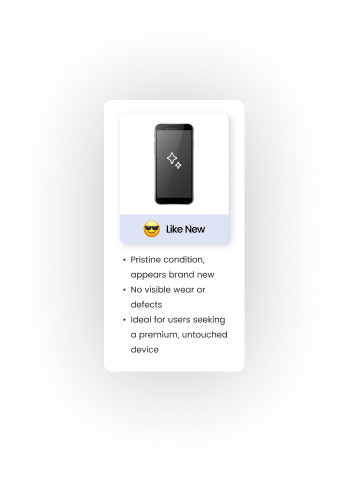 Like New
• Pristine condition,
appears brand new
• No visible wear or
defects
• Ideal for users seeking
a premium, untouched
device